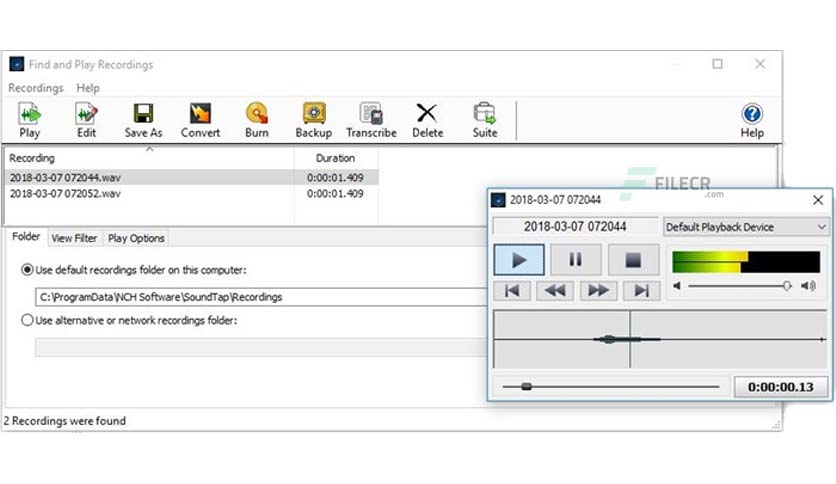 Find and Play Recordings
Recordings Help
Play Edit Save As Convert Burn Backup Transcribe Delete Suite Help
Recording Duration
2018-03-07 072044.wav 0:00:01.409
2018-03-07 072052.wav 0:00:01.409
FILECR
.com
Folder View Filter Play Options
Use default recordings folder on this computer:
C:\ProgramData\NCH Software\SoundTap\Recordings
Use alternative or network recordings folder:
2 Recordings were found
2018-03-07 072044
2018-03-07 072044 Default Playback Device
0:00:00.13